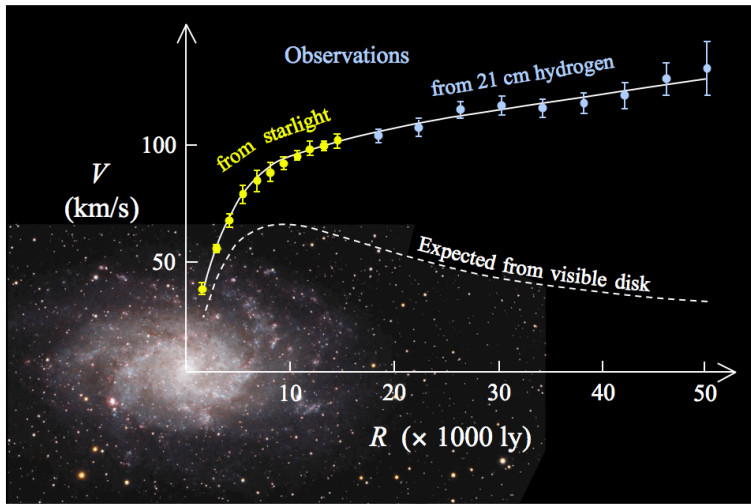 Observations
from 21 cm hydrogen
from starlight
100
V
(km/s)
50
Expected from visible disk
10
20
30
40
50
R (× 1000 ly)